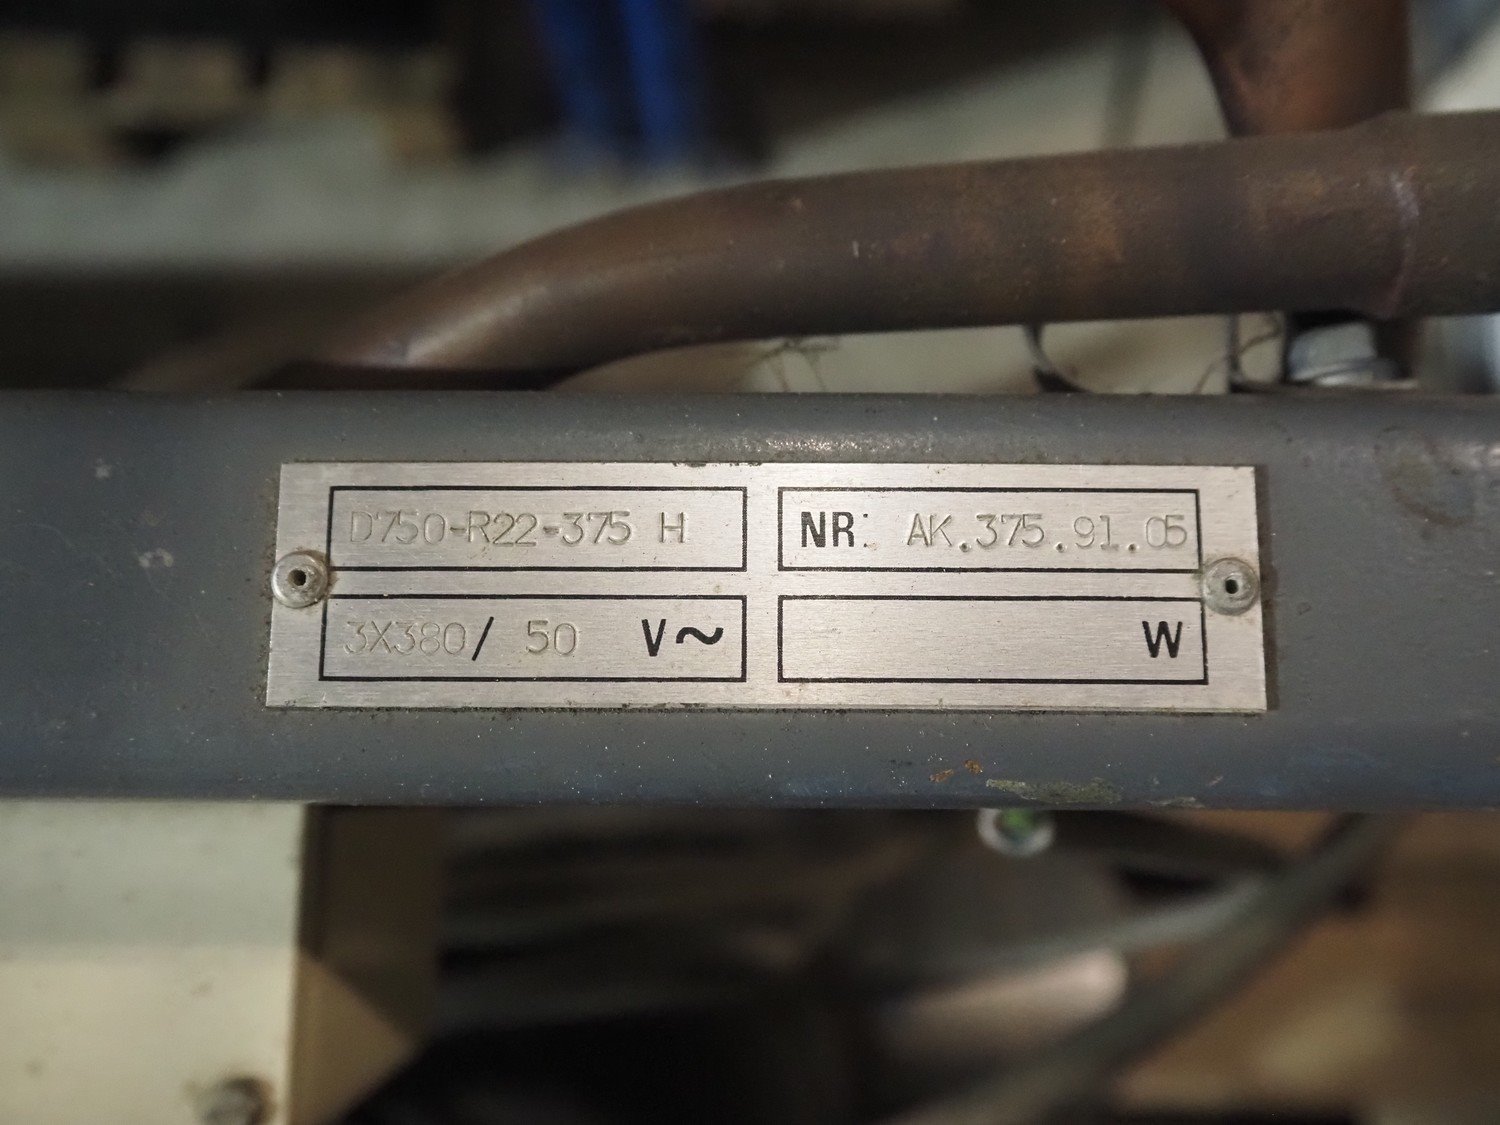 D750-R22-375 H
NR: AK.375.91.05
3X380/ 50 V~
W